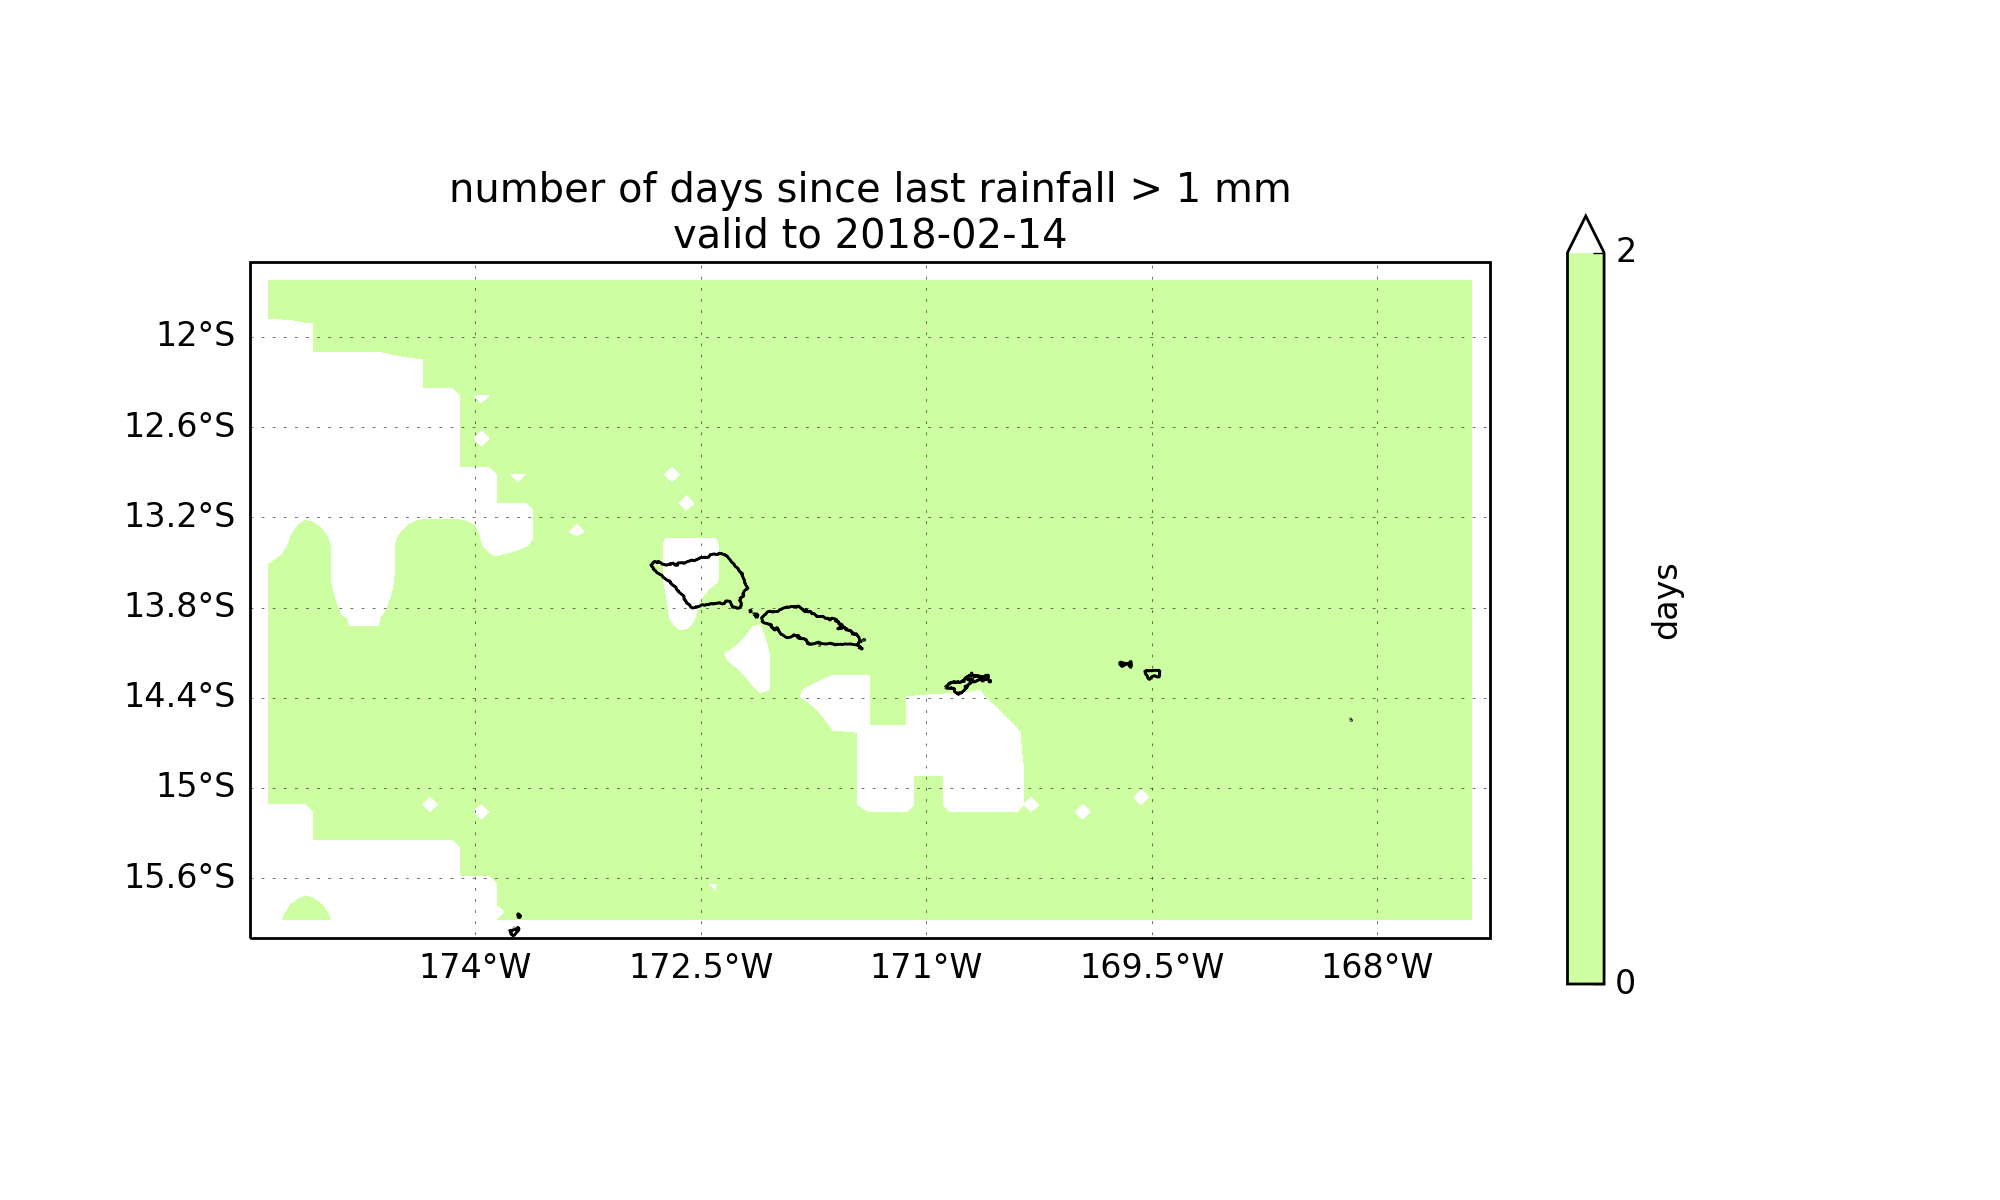 number of days since last rainfall > 1 mm
valid to 2018-02-14
2
12°S
12.6°S
13.2°S
13.8°S
14.4°S
15°S
15.6°S
days
174°W 172.5°W 171°W 169.5°W 168°W
0